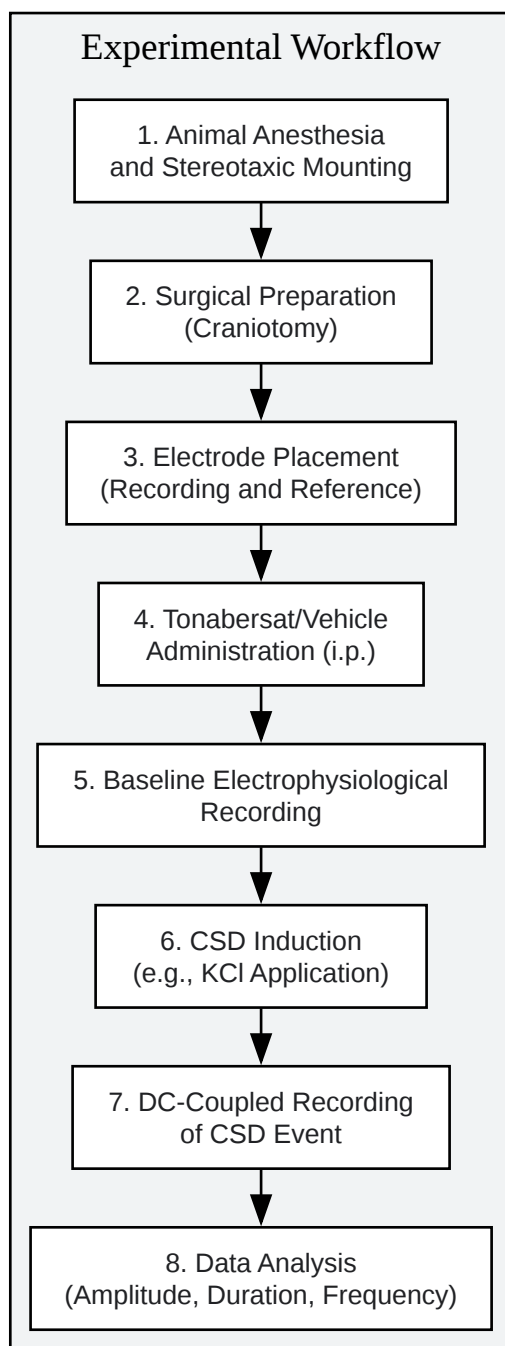 Experimental Workflow
1. Animal Anesthesia
and Stereotaxic Mounting
2. Surgical Preparation
(Craniotomy)
3. Electrode Placement
(Recording and Reference)
4. Tonabersat/Vehicle
Administration (i.p.)
5. Baseline Electrophysiological
Recording
6. CSD Induction
(e.g., KCl Application)
7. DC-Coupled Recording
of CSD Event
8. Data Analysis
(Amplitude, Duration, Frequency)